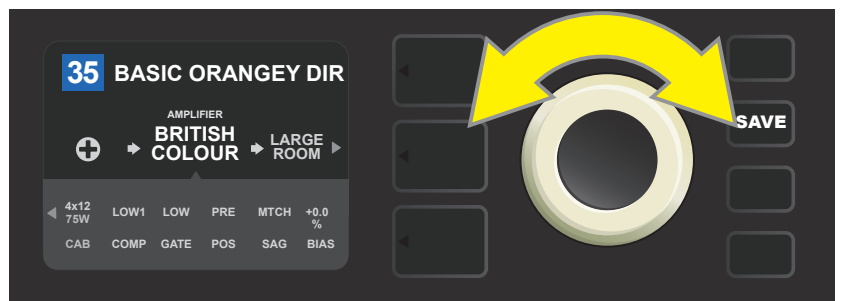 35 BASIC ORANGEY DIR
AMPLIFIER
BRITISH
COLOUR
LARGE
ROOM
4x12
75W
LOW1
LOW
PRE
MTCH
+0.0
%
CAB
COMP
GATE
POS
SAG
BIAS
SAVE